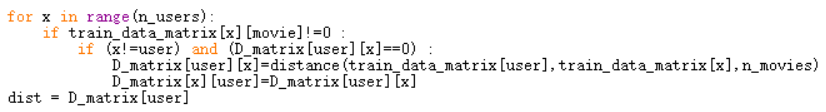 for x in range(n_users):
    if train_data_matrix[x][movie]!=0 :
        if (x!=user) and (D_matrix[user][x]==0) :
            D_matrix[user][x]=distance(train_data_matrix[user],train_data_matrix[x],n_movies)
            D_matrix[x][user]=D_matrix[user][x]
dist = D_matrix[user]